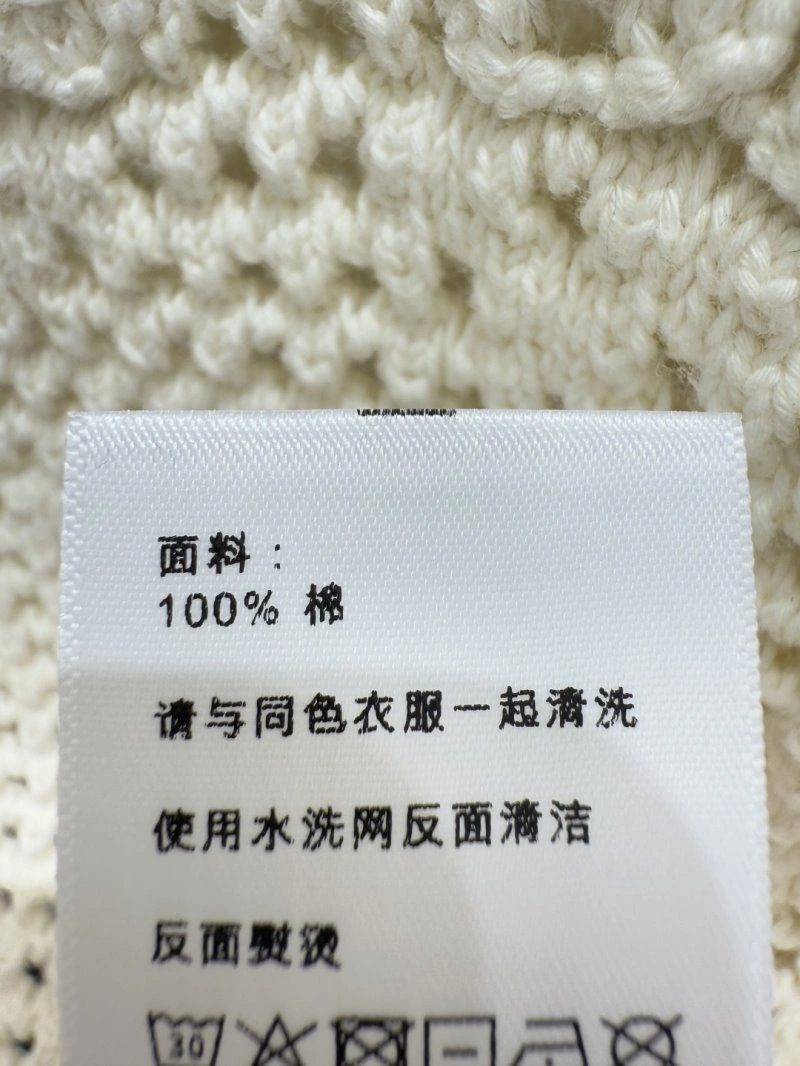 面料：
100% 棉
请与同色衣服一起清洗
使用水洗网反面清洁
反面熨烫
30